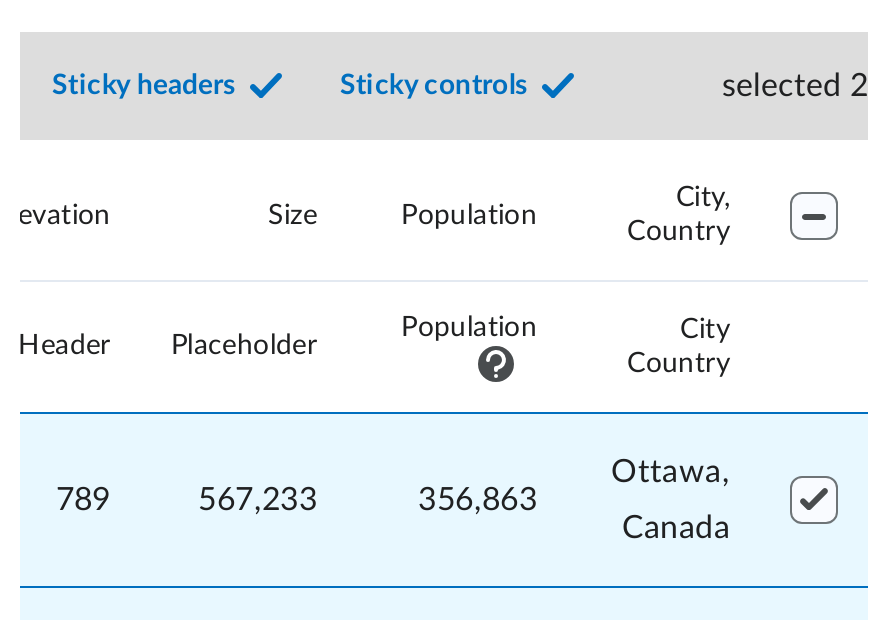 Sticky headers Sticky controls selected 2
evation Size Population City,
Country
Header Placeholder Population City
Country
789 567,233 356,863 Ottawa,
Canada